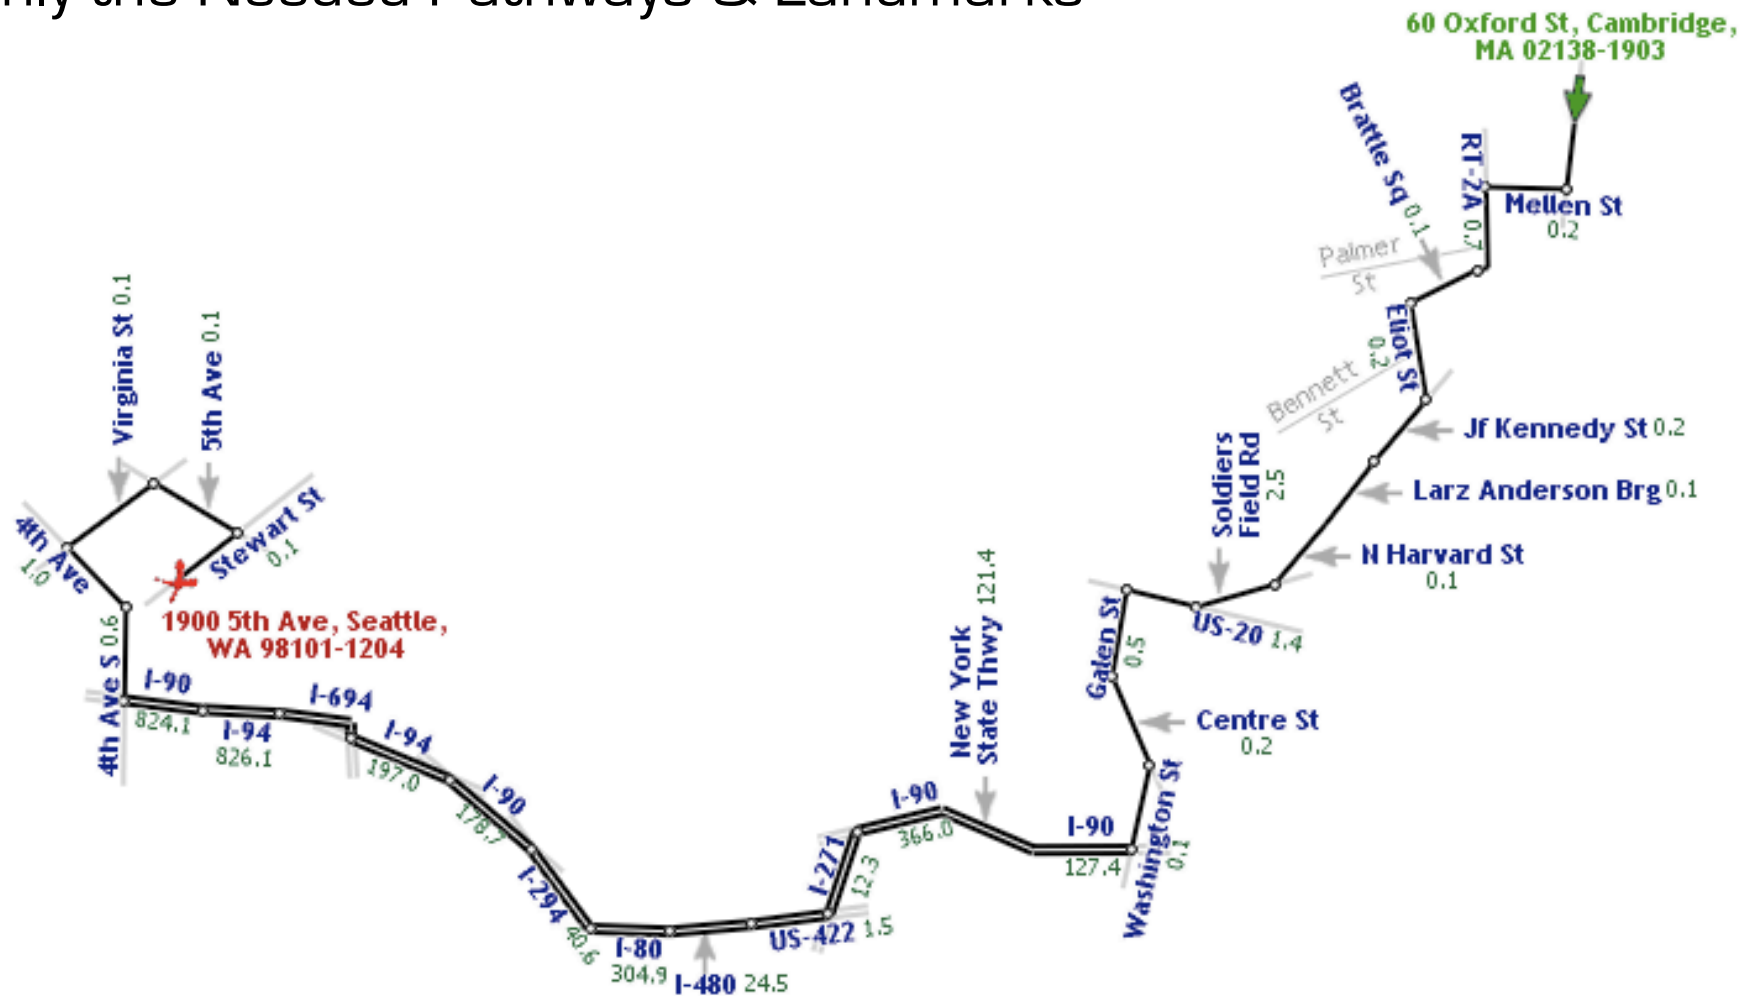 nly the Needed Pathways & Landmarks
60 Oxford St, Cambridge,
MA 02138-1903
Mellen St
0.2
RT-2A 0.7
Brattle Sq 0.1
Palmer
St
Eliot St
0.2
Bennett
St
Jf Kennedy St 0.2
Larz Anderson Brg 0.1
N Harvard St
0.1
Soldiers
Field Rd
2.5
US-20 1.4
Galen St
0.5
Centre St
0.2
Washington St
0.1
I-90
127.4
New York
State Thwy 121.4
I-90
366.0
I-271
12.3
US-422 1.5
I-480 24.5
I-80
304.9
I-294
40.6
I-90
178.7
I-94
197.0
I-694
I-94
826.1
I-90
824.1
4th Ave S 0.6
4th Ave
1.0
Virginia St 0.1
5th Ave 0.1
Stewart St
0.1
1900 5th Ave, Seattle,
WA 98101-1204